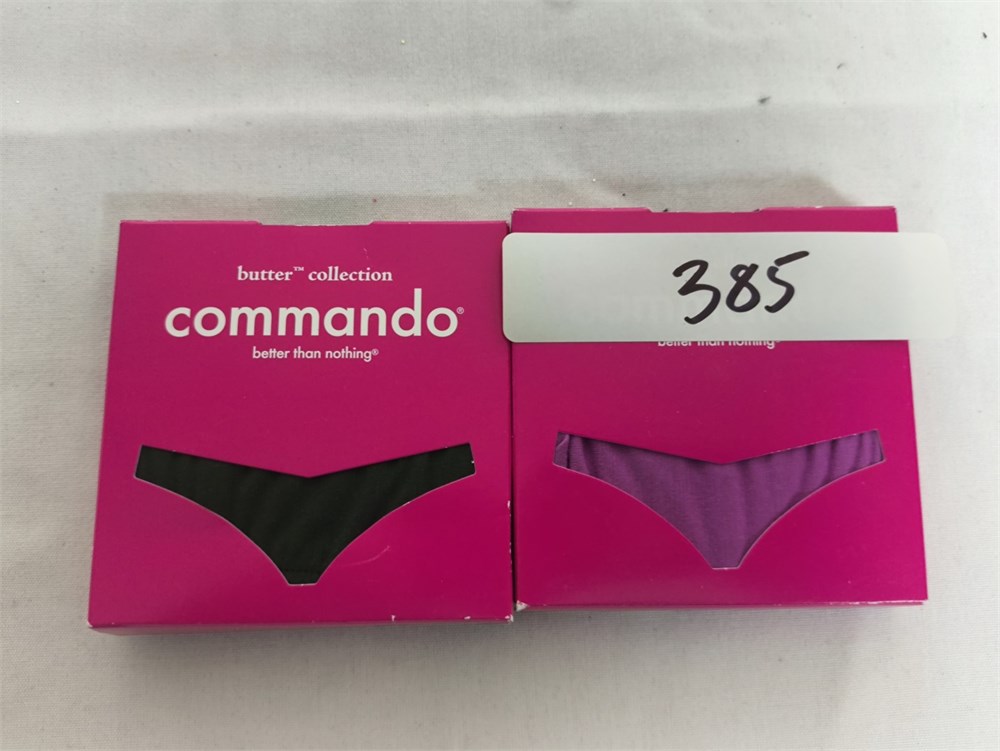 butter™ collection
commando®
better than nothing®
385
better than nothing®